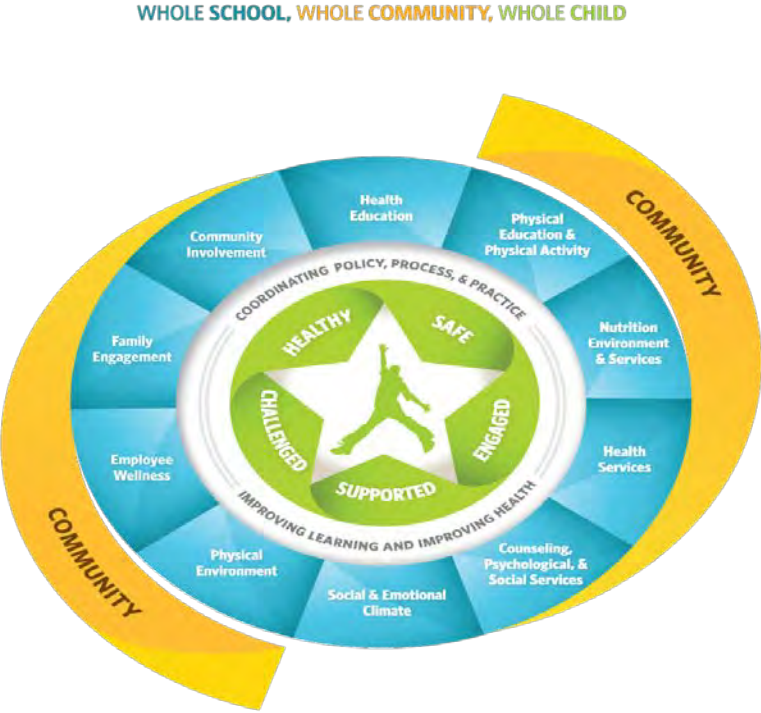 WHOLE SCHOOL, WHOLE COMMUNITY, WHOLE CHILD
COMMUNITY
Health
Education
Physical
Education &
Physical Activity
Nutrition
Environment
& Services
Health
Services
Counseling,
Psychological, &
Social Services
Social & Emotional
Climate
Physical
Environment
Employee
Wellness
Family
Engagement
Community
Involvement
COORDINATING POLICY, PROCESS, & PRACTICE
IMPROVING LEARNING AND IMPROVING HEALTH
HEALTHY
SAFE
ENGAGED
SUPPORTED
CHALLENGED
COMMUNITY